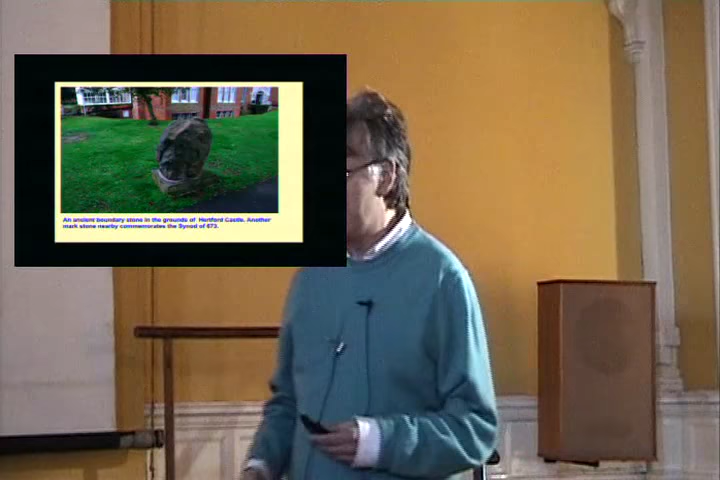 An ancient boundary stone in the grounds of Hertford Castle. Another
mark stone nearby commemorates the Synod of 673.